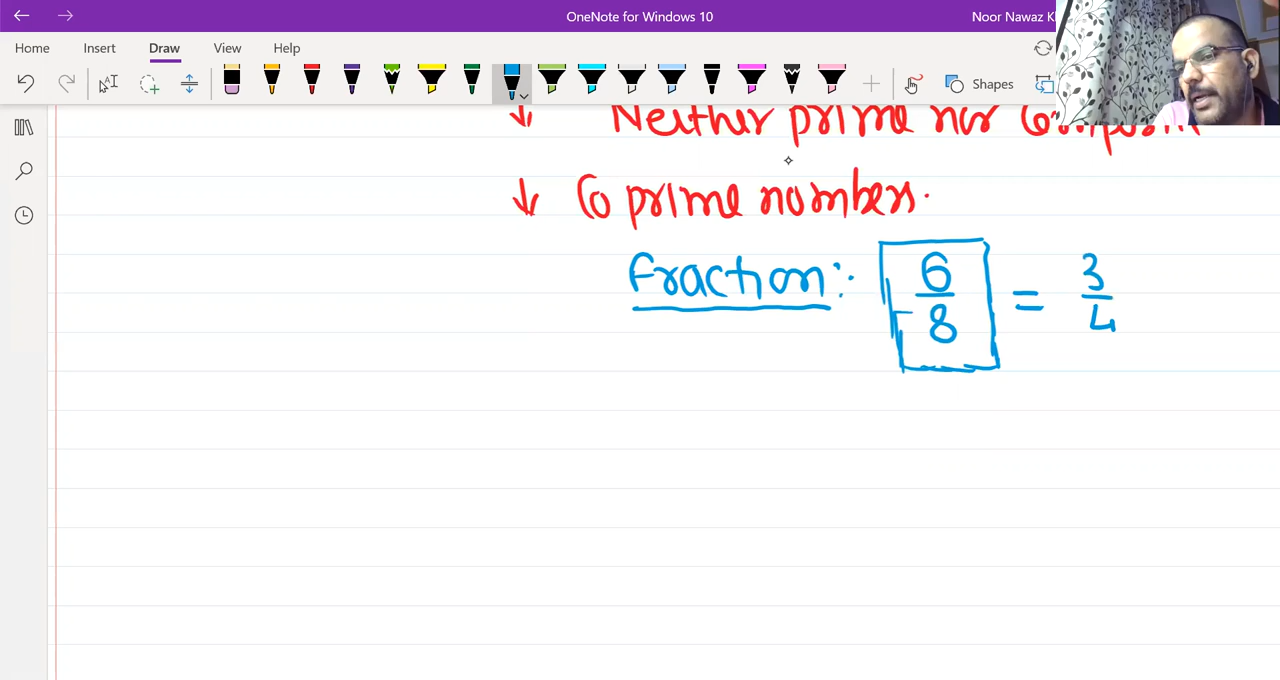 OneNote for Windows 10
Noor Nawaz
Home Insert Draw View Help
Shapes
↓ Neither prime nor
↓ Co prime numbers.
fraction:- 6/8 = 3/4